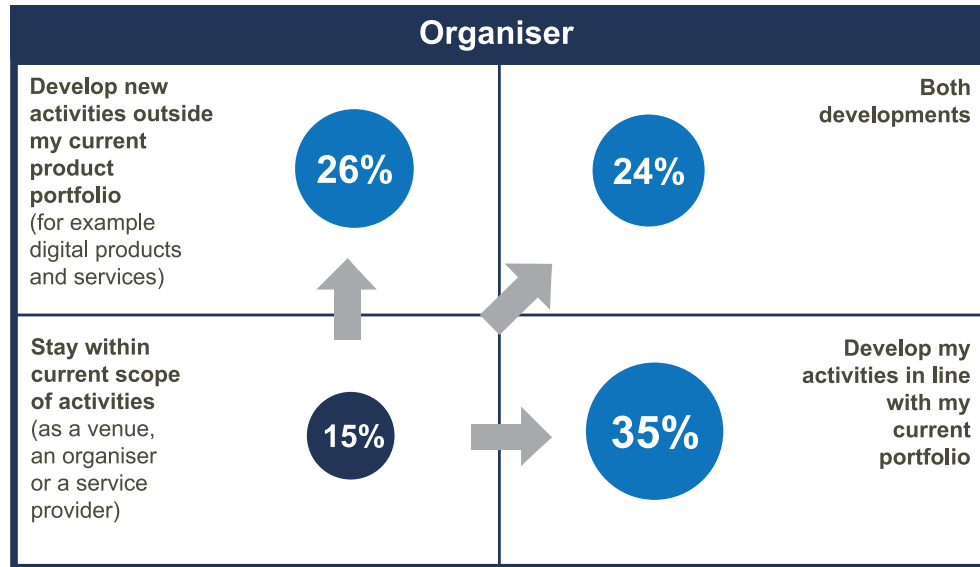 Organiser
Develop new
activities outside
my current
product
portfolio
(for example
digital products
and services)
26%
24%
Both
developments
Stay within
current scope
of activities
(as a venue,
an organiser
or a service
provider)
15%
35%
Develop my
activities in line
with my
current
portfolio